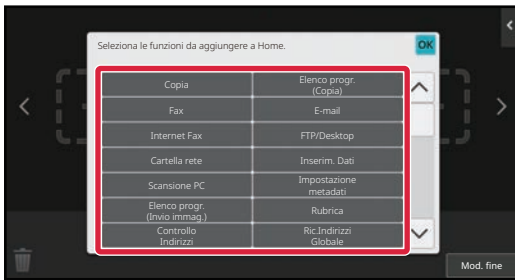 Seleziona le funzioni da aggiungere a Home.
OK
Copia
Elenco progr.
(Copia)
Fax
E-mail
Internet Fax
FTP/Desktop
Cartella rete
Inserim. Dati
Scansione PC
Impostazione
metadati
Elenco progr.
(Invio immag.)
Rubrica
Controllo
Indirizzi
Ric.Indirizzi
Globale
Mod. fine